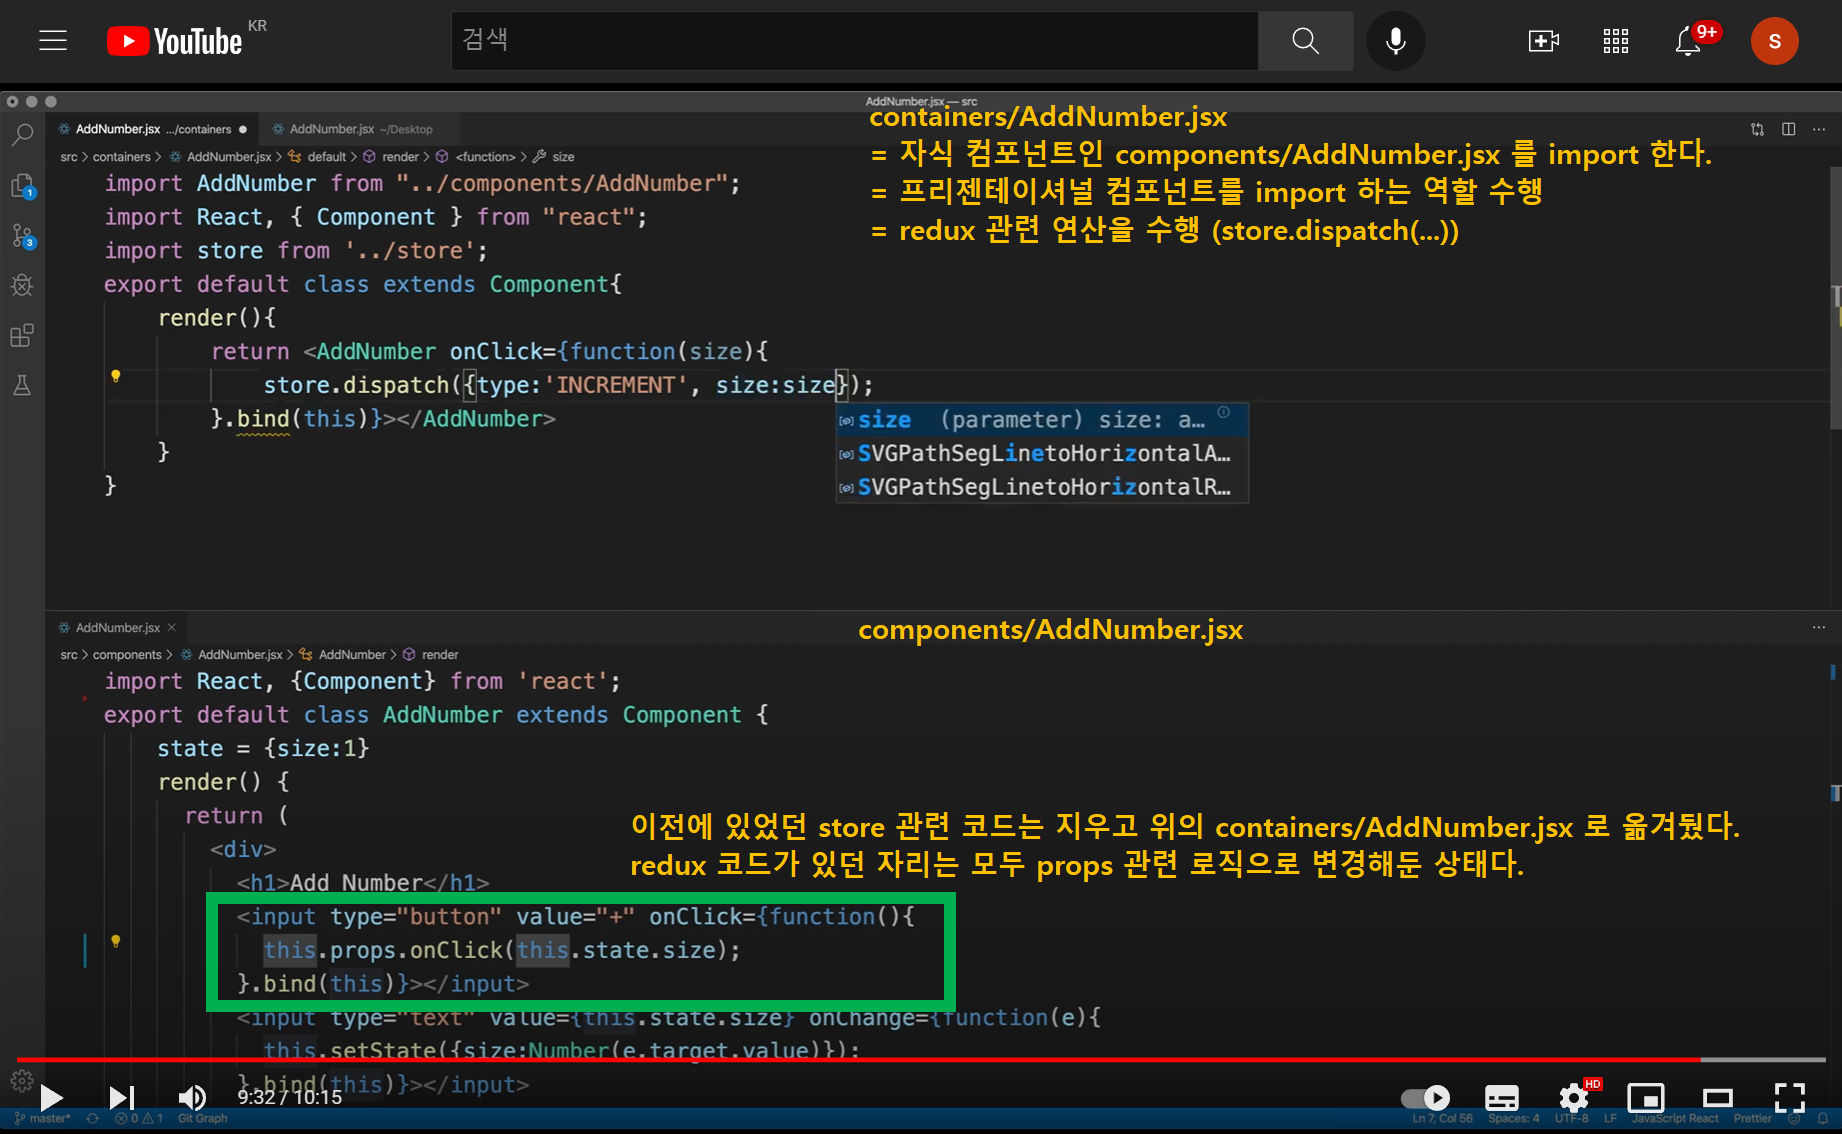 YouTube KR
검색
9+
S
AddNumber.jsx — src
AddNumber.jsx .../containers
AddNumber.jsx ~/Desktop
src > containers > AddNumber.jsx > default > render > <function> > size
containers/AddNumber.jsx
= 자식 컴포넌트인 components/AddNumber.jsx 를 import 한다.
= 프리젠테이셔널 컴포넌트를 import 하는 역할 수행
= redux 관련 연산을 수행 (store.dispatch(...))
import AddNumber from "../components/AddNumber";
import React, { Component } from "react";
import store from '../store';
export default class extends Component{
render(){
return <AddNumber onClick={function(size){
store.dispatch({type:'INCREMENT', size:size});
}.bind(this)}></AddNumber>
}
}
size (parameter) size: a...
SVGPathSegLinetoHorizontalA...
SVGPathSegLinetoHorizontalR...
1
3
AddNumber.jsx
components/AddNumber.jsx
src > components > AddNumber.jsx > AddNumber > render
import React, {Component} from 'react';
export default class AddNumber extends Component {
state = {size:1}
render() {
return (
<div>
<h1>Add Number</h1>
이전에 있었던 store 관련 코드는 지우고 위의 containers/AddNumber.jsx 로 옮겨뒀다.
redux 코드가 있던 자리는 모두 props 관련 로직으로 변경해둔 상태다.
<input type="button" value="+" onClick={function(){
this.props.onClick(this.state.size);
}.bind(this)}></input>
<input type="text" value={this.state.size} onChange={function(e){
this.setState({size:Number(e.target.value)});
}.bind(this)}></input>
9:32 / 10:15
HD
master* 0 1 Git Graph
Ln 7, Col 56 Spaces: 4 UTF-8 LF JavaScript React Prettier